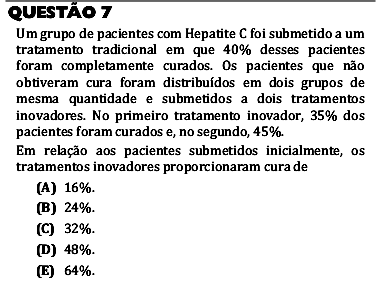 QUESTÃO 7
Um grupo de pacientes com Hepatite C foi submetido a um
tratamento tradicional em que 40% desses pacientes
foram completamente curados. Os pacientes que não
obtiveram cura foram distribuídos em dois grupos de
mesma quantidade e submetidos a dois tratamentos
inovadores. No primeiro tratamento inovador, 35% dos
pacientes foram curados e, no segundo, 45%.
Em relação aos pacientes submetidos inicialmente, os
tratamentos inovadores proporcionaram cura de
(A) 16%.
(B) 24%.
(C) 32%.
(D) 48%.
(E) 64%.